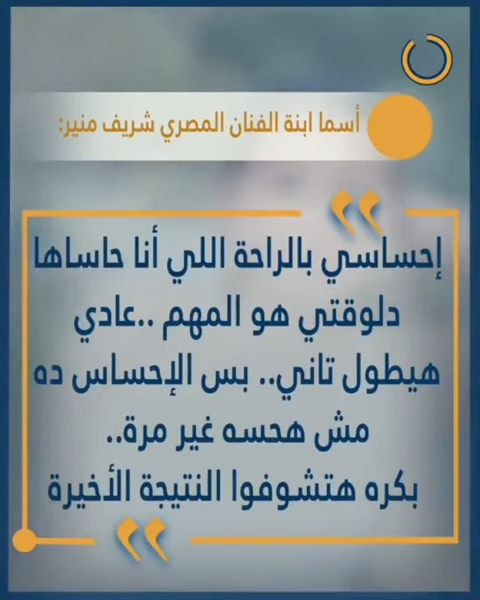 أسما ابنة الفنان المصري شريف منير:
إحساسي بالراحة اللي أنا حاساها
دلوقتي هو المهم ..عادي
هيطول تاني.. بس الإحساس ده
مش هحسه غير مرة..
بكره هتشوفوا النتيجة الأخيرة